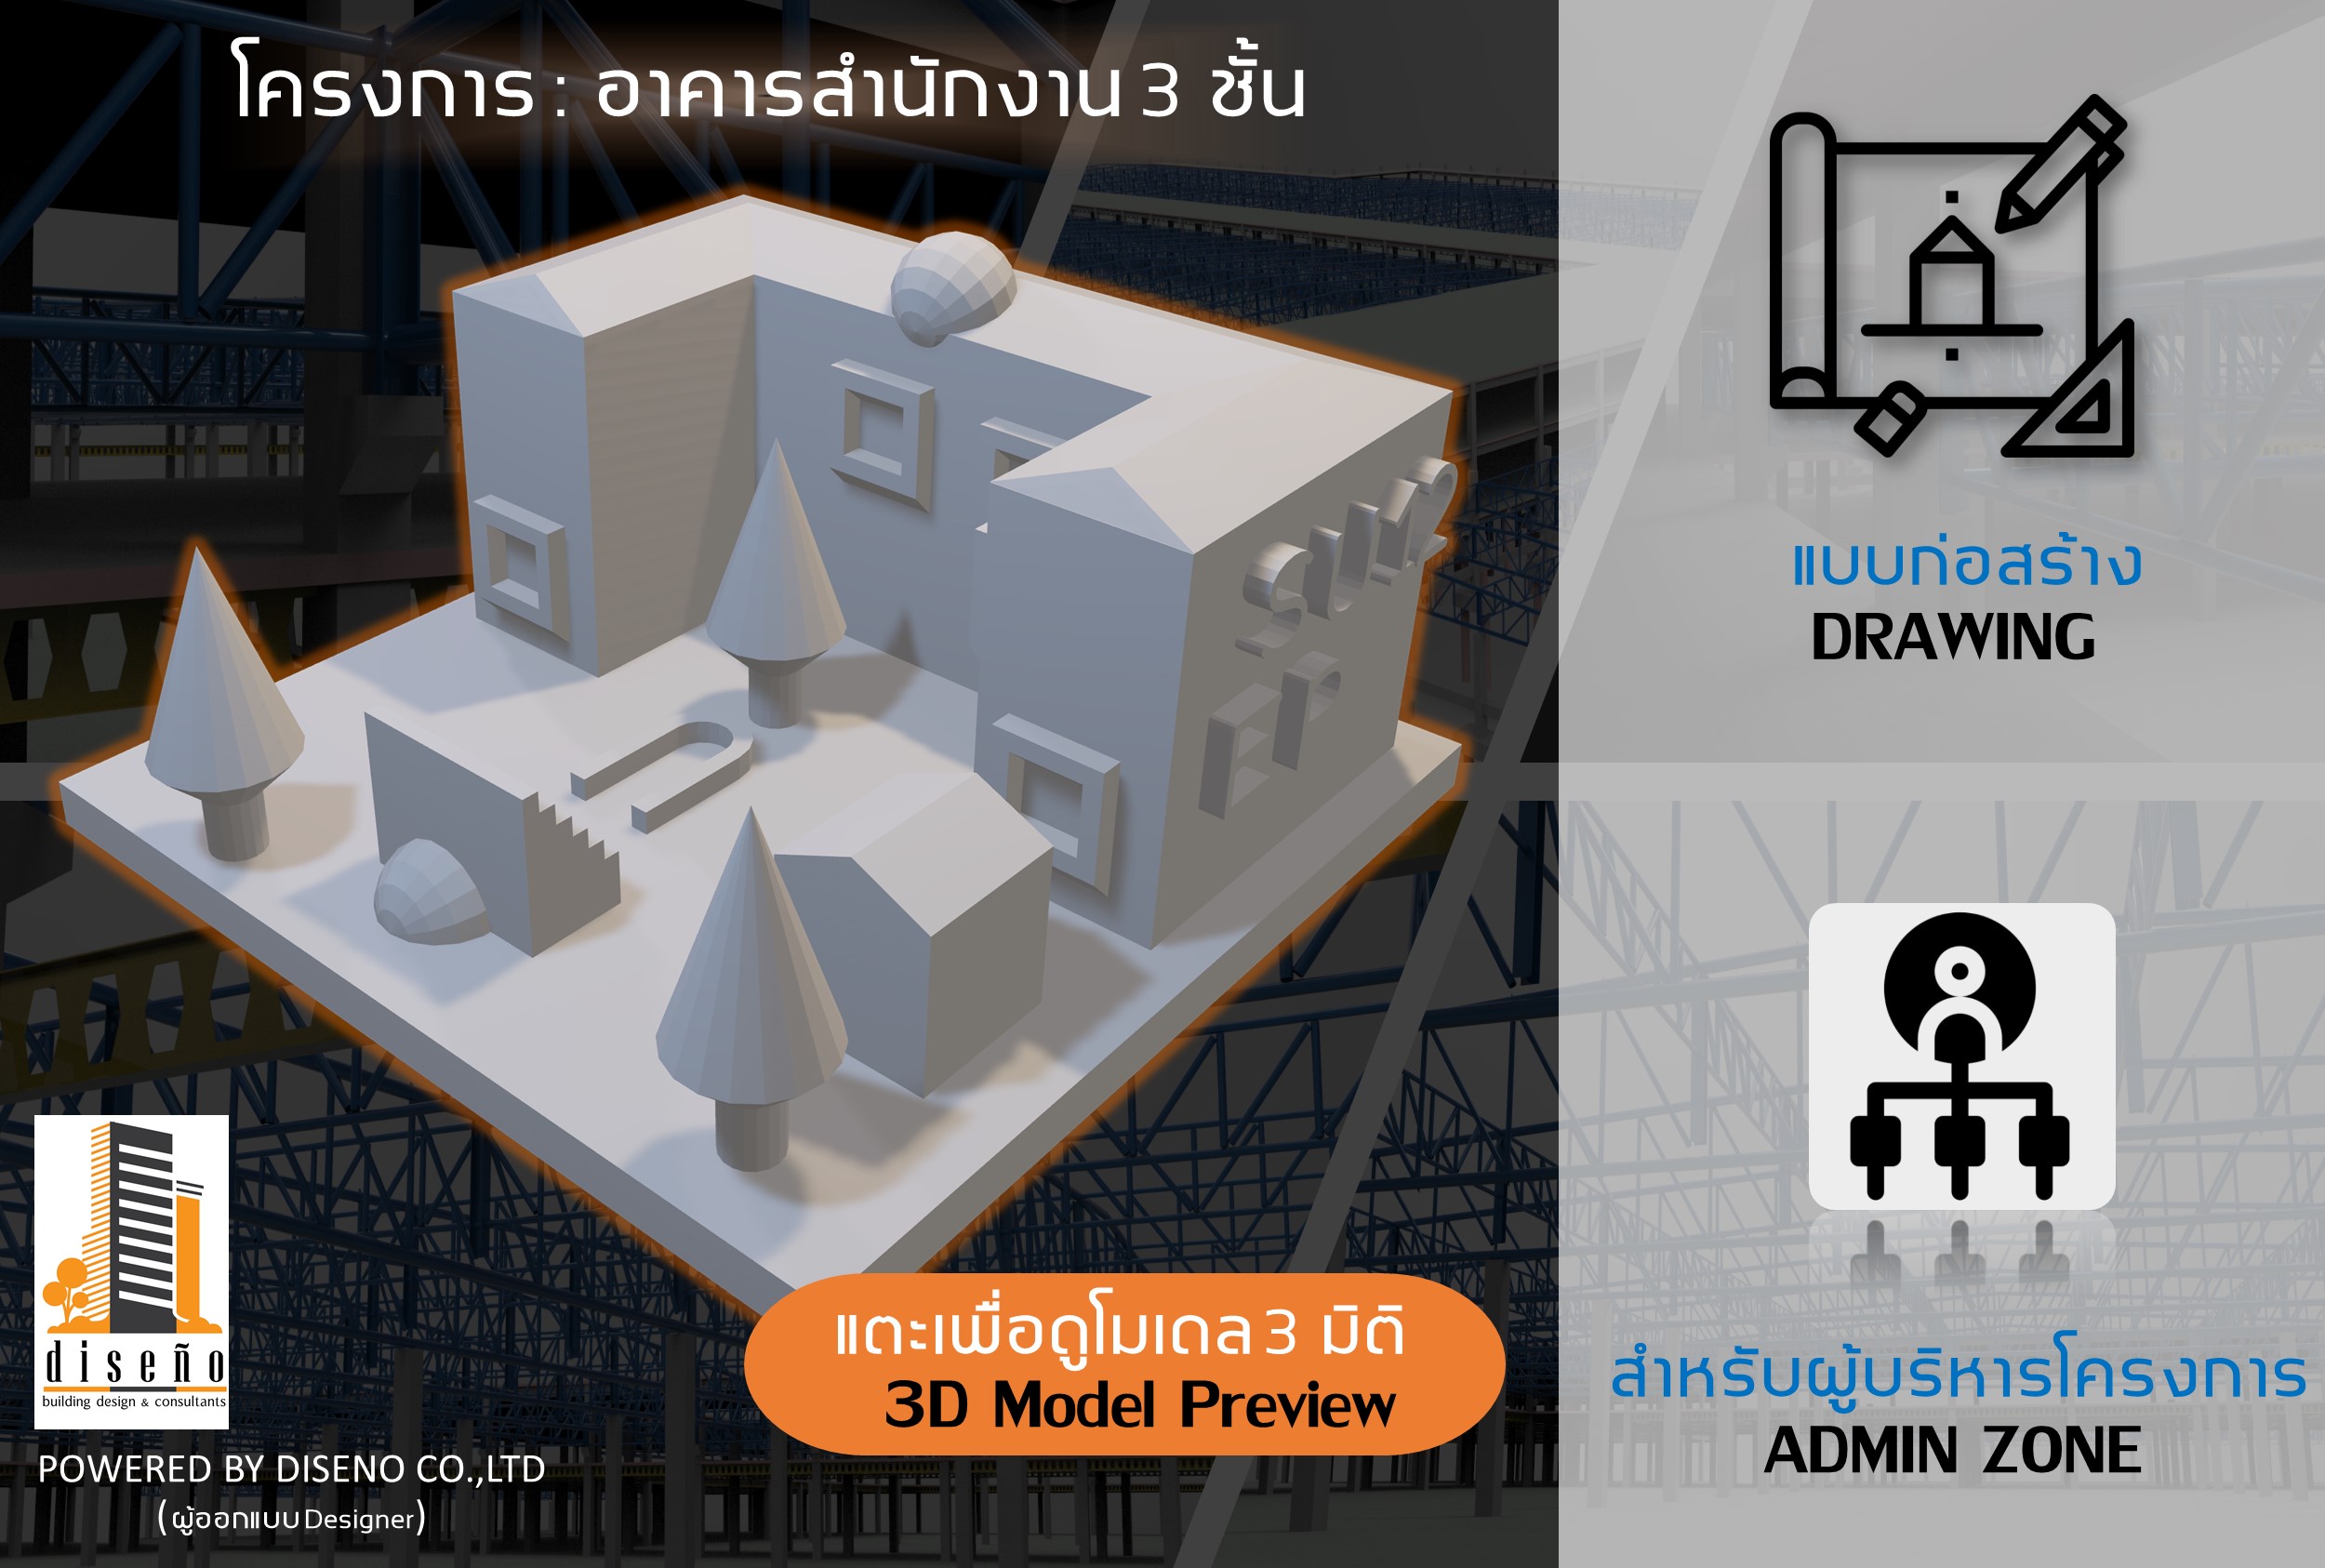 โครงการ : อาคารสำนักงาน 3 ชั้น
แบบก่อสร้าง
DRAWING
แตะเพื่อดูโมเดล 3 มิติ
3D Model Preview
สำหรับผู้บริหารโครงการ
ADMIN ZONE
diseño
building design & consultants
POWERED BY DISENO CO.,LTD
(ผู้ออกแบบ Designer)